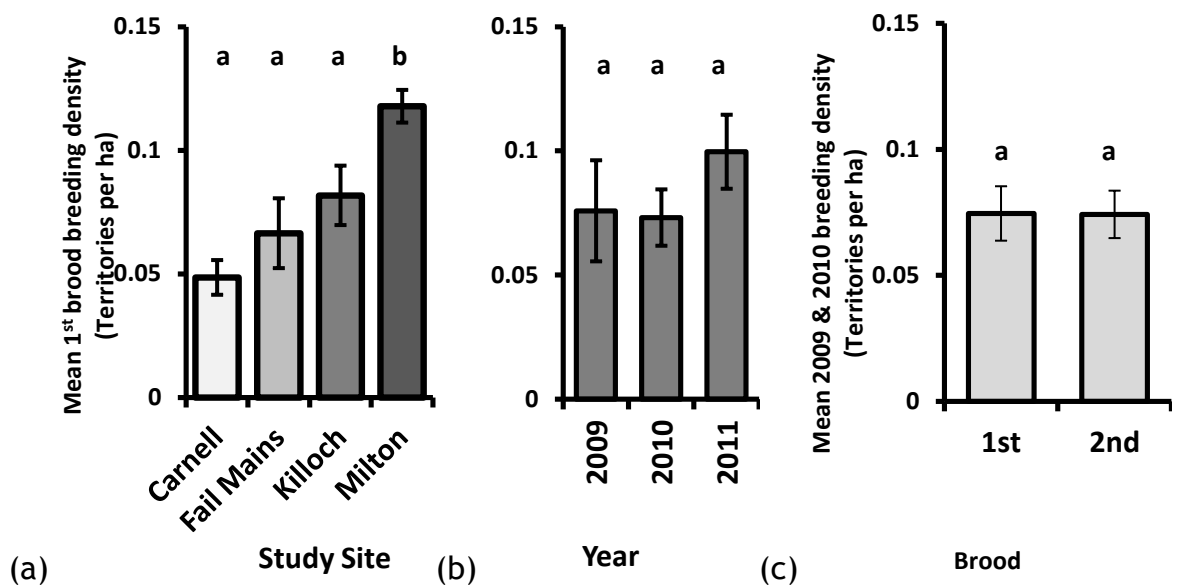 Mean 1st brood breeding density
(Territories per ha)
0.15
0.1
0.05
0
a a a b
Carnell
Fail Mains
Killoch
Milton
Study Site
(a)
0.15
0.1
0.05
0
a a a
2009
2010
2011
Year
(b)
Mean 2009 & 2010 breeding density
(Territories per ha)
0.15
0.1
0.05
0
a a
1st 2nd
Brood
(c)